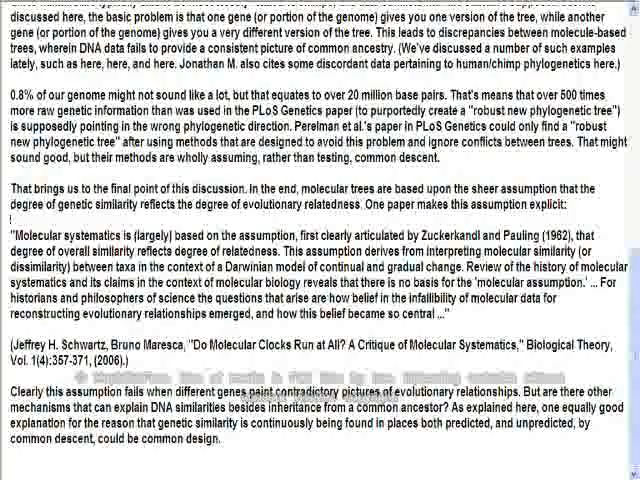 discussed here, the basic problem is that one gene (or portion of the genome) gives you one version of the tree, while another
gene (or portion of the genome) gives you a very different version of the tree. This leads to discrepancies between molecule-based
trees, wherein DNA data fails to provide a consistent picture of common ancestry. (We've discussed a number of such examples
lately, such as here, here, and here. Jonathan M. also cites some discordant data pertaining to human/chimp phylogenetics here.)
0.8% of our genome might not sound like a lot, but that equates to over 20 million base pairs. That's means that over 500 times
more raw genetic information than was used in the PLoS Genetics paper (to purportedly create a "robust new phylogenetic tree")
is supposedly pointing in the wrong phylogenetic direction. Perelman et al.'s paper in PLoS Genetics could only find a "robust
new phylogenetic tree" after using methods that are designed to avoid this problem and ignore conflicts between trees. That might
sound good, but their methods are wholly assuming, rather than testing, common descent.
That brings us to the final point of this discussion. In the end, molecular trees are based upon the sheer assumption that the
degree of genetic similarity reflects the degree of evolutionary relatedness. One paper makes this assumption explicit:
!
"Molecular systematics is (largely) based on the assumption, first clearly articulated by Zuckerkandl and Pauling (1962), that
degree of overall similarity reflects degree of relatedness. This assumption derives from interpreting molecular similarity (or
dissimilarity) between taxa in the context of a Darwinian model of continual and gradual change. Review of the history of molecular
systematics and its claims in the context of molecular biology reveals that there is no basis for the 'molecular assumption.' ... For
historians and philosophers of science the questions that arise are how belief in the infallibility of molecular data for
reconstructing evolutionary relationships emerged, and how this belief became so central ..."
(Jeffrey H. Schwartz, Bruno Maresca, "Do Molecular Clocks Run at All? A Critique of Molecular Systematics," Biological Theory,
Vol. 1(4):357-371, (2006).)
Clearly this assumption fails when different genes paint contradictory pictures of evolutionary relationships. But are there other
mechanisms that can explain DNA similarities besides inheritance from a common ancestor? As explained here, one equally good
explanation for the reason that genetic similarity is continuously being found in places both predicted, and unpredicted, by
common descent, could be common design.